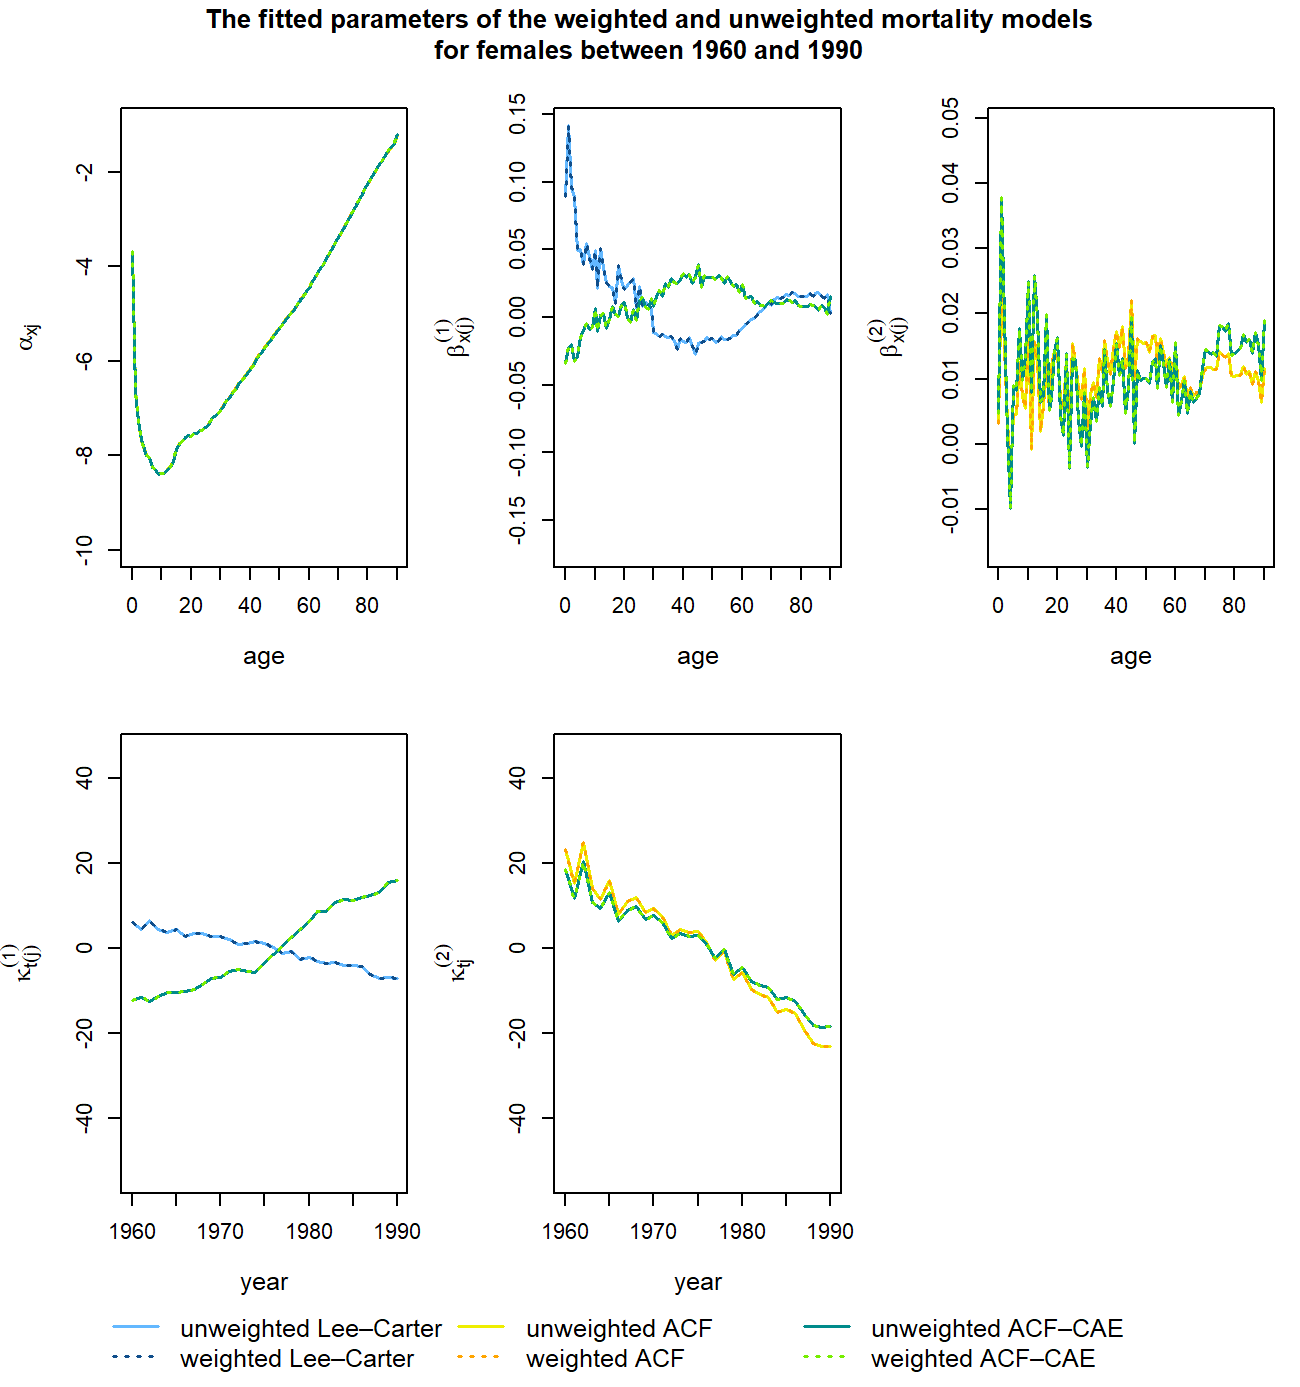 The fitted parameters of the weighted and unweighted mortality models
for females between 1960 and 1990
αxj
-2
-4
-6
-8
-10
0 20 40 60 80
age
β(1)x(j)
0.15
0.10
0.05
0.00
-0.05
-0.10
-0.15
0 20 40 60 80
age
β(2)x(j)
0.05
0.04
0.03
0.02
0.01
0.00
-0.01
0 20 40 60 80
age
κ(1)t(j)
40
20
0
-20
-40
1960 1970 1980 1990
year
κ(2)tj
40
20
0
-20
-40
1960 1970 1980 1990
year
unweighted Lee–Carter unweighted ACF unweighted ACF–CAE
weighted Lee–Carter weighted ACF weighted ACF–CAE